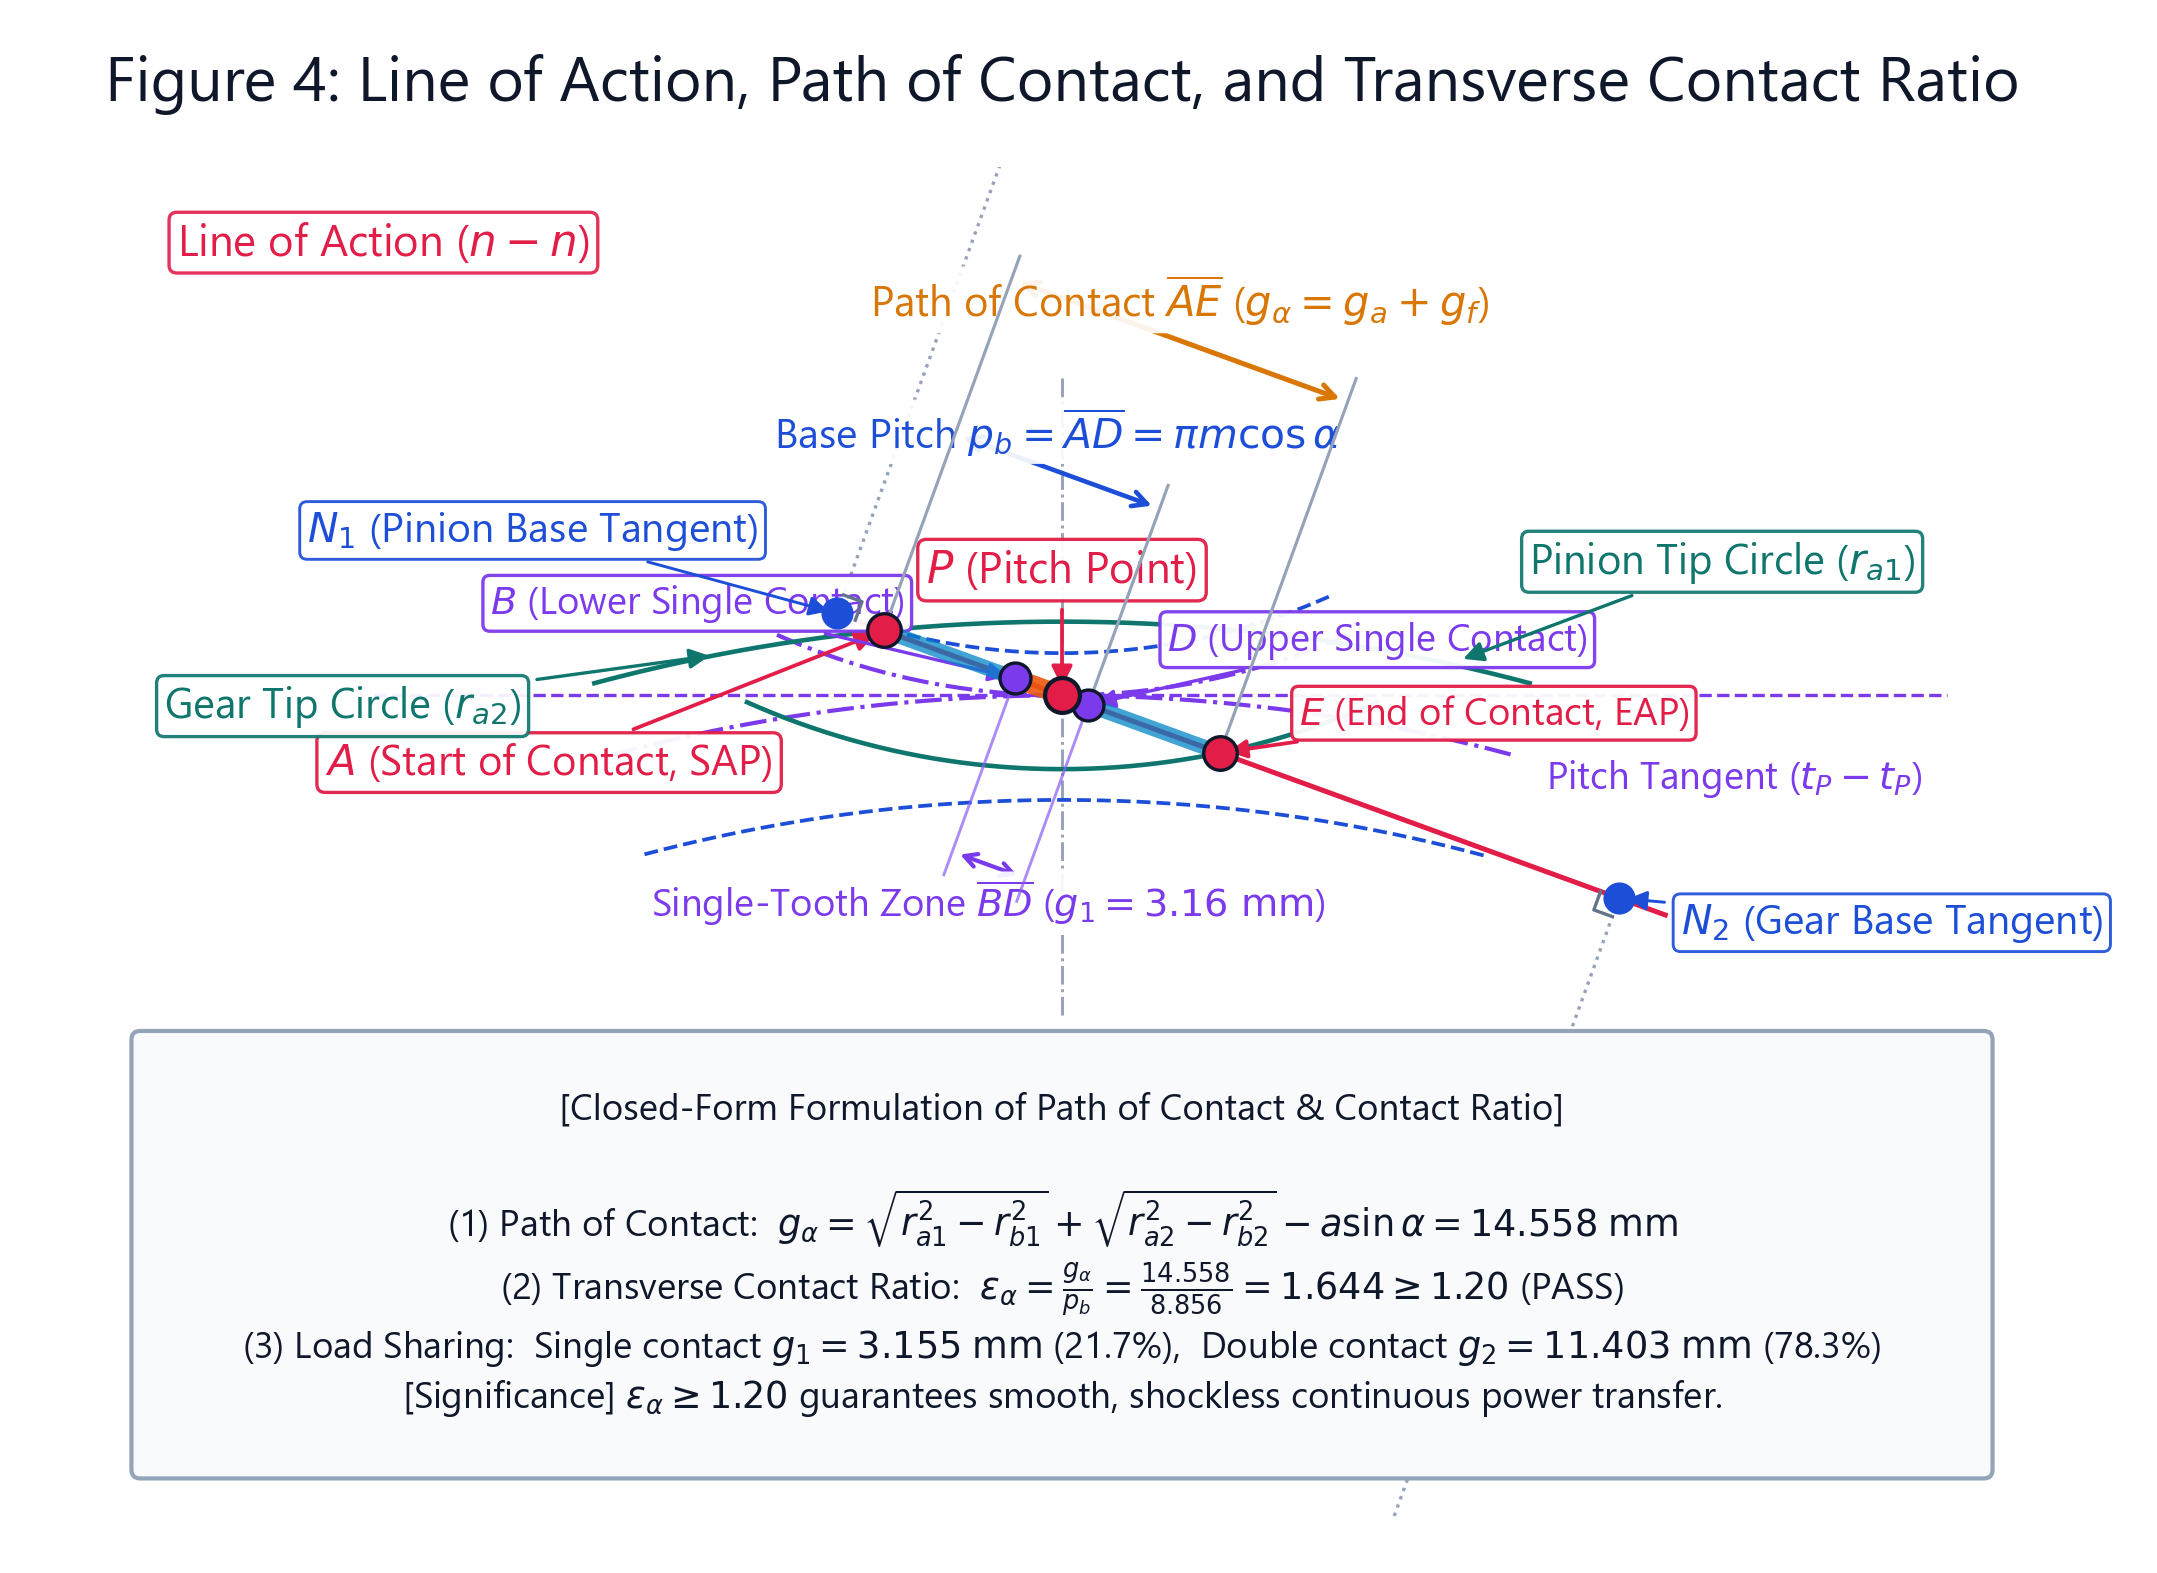 Figure 4: Line of Action, Path of Contact, and Transverse Contact Ratio
Line of Action (n − n)
Path of Contact A̅E̅ (gα = ga + gf)
Base Pitch pb = A̅D̅ = πm cos α
N1 (Pinion Base Tangent)
P (Pitch Point)
Pinion Tip Circle (ra1)
B (Lower Single Contact)
D (Upper Single Contact)
Gear Tip Circle (ra2)
E (End of Contact, EAP)
A (Start of Contact, SAP)
Pitch Tangent (tP − tP)
Single-Tooth Zone B̅D̅ (g1 = 3.16 mm)
N2 (Gear Base Tangent)
[Closed-Form Formulation of Path of Contact & Contact Ratio]
(1) Path of Contact: gα = √(r²a1 − r²b1) + √(r²a2 − r²b2) − a sin α = 14.558 mm
(2) Transverse Contact Ratio: εα = gα/pb = 14.558/8.856 = 1.644 ≥ 1.20 (PASS)
(3) Load Sharing: Single contact g1 = 3.155 mm (21.7%), Double contact g2 = 11.403 mm (78.3%)
[Significance] εα ≥ 1.20 guarantees smooth, shockless continuous power transfer.